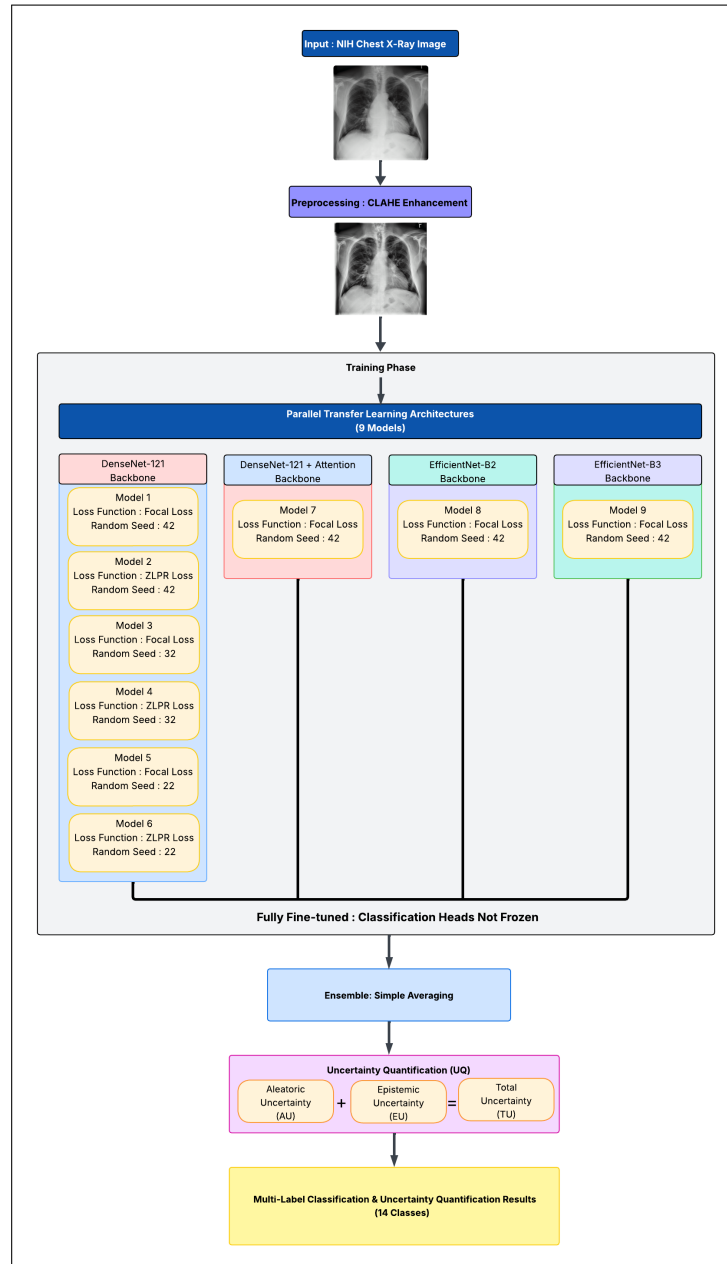 Input : NIH Chest X-Ray Image
Preprocessing : CLAHE Enhancement
Training Phase
Parallel Transfer Learning Architectures
(9 Models)
DenseNet-121
Backbone
Model 1
Loss Function : Focal Loss
Random Seed : 42
Model 2
Loss Function : ZLPR Loss
Random Seed : 42
Model 3
Loss Function : Focal Loss
Random Seed : 32
Model 4
Loss Function : ZLPR Loss
Random Seed : 32
Model 5
Loss Function : Focal Loss
Random Seed : 22
Model 6
Loss Function : ZLPR Loss
Random Seed : 22
DenseNet-121 + Attention
Backbone
Model 7
Loss Function : Focal Loss
Random Seed : 42
EfficientNet-B2
Backbone
Model 8
Loss Function : Focal Loss
Random Seed : 42
EfficientNet-B3
Backbone
Model 9
Loss Function : Focal Loss
Random Seed : 42
Fully Fine-tuned : Classification Heads Not Frozen
Ensemble: Simple Averaging
Uncertainty Quantification (UQ)
Aleatoric
Uncertainty
(AU)
+
Epistemic
Uncertainty
(EU)
=
Total
Uncertainty
(TU)
Multi-Label Classification & Uncertainty Quantification Results
(14 Classes)